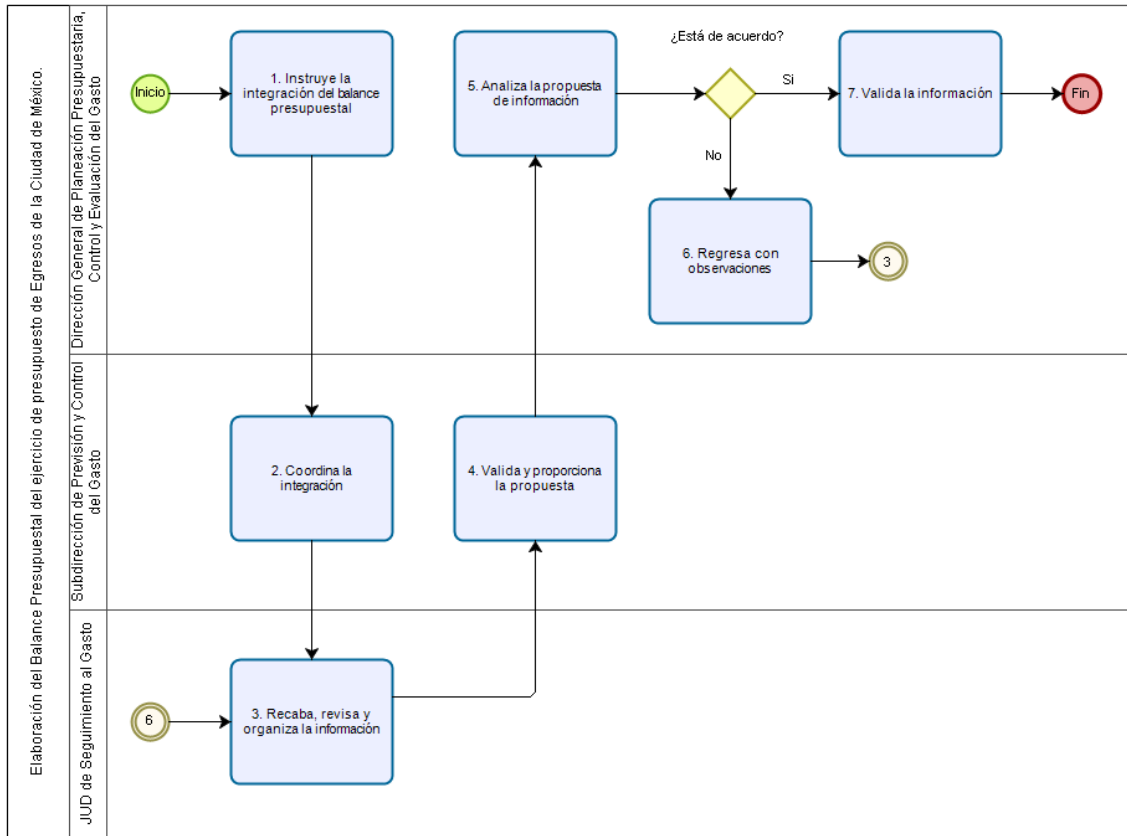 Elaboración del Balance Presupuestal del ejercicio de presupuesto de Egresos de la Ciudad de México.
Dirección General de Planeación Presupuestaria,
Control y Evaluación del Gasto
Inicio
1. Instruye la
integración del balance
presupuestal
5. Analiza la propuesta
de información
¿Está de acuerdo?
Si
No
7. Valida la información
Fin
6. Regresa con
observaciones
3
Subdirección de Previsión y Control
del Gasto
2. Coordina la
integración
4. Valida y proporciona
la propuesta
JUD de Seguimiento al Gasto
6
3. Recaba, revisa y
organiza la información